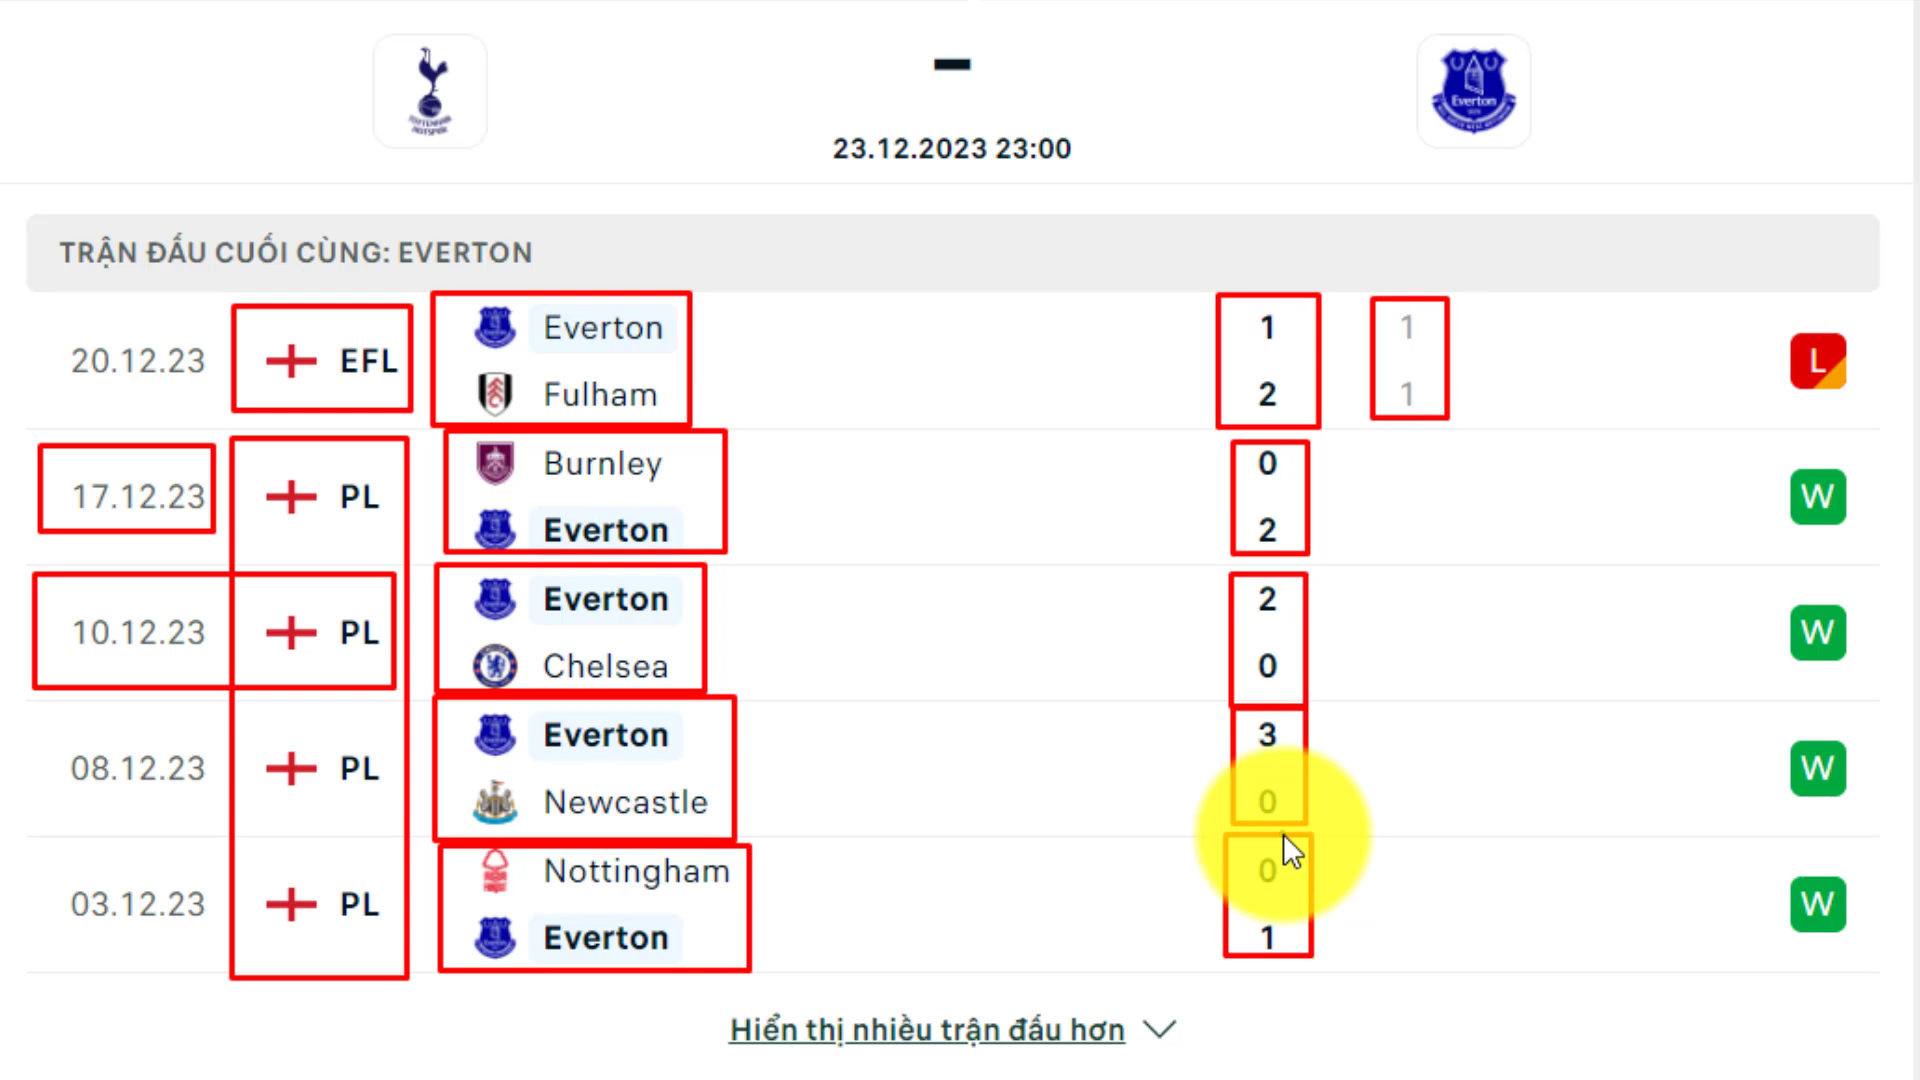 TOTTENHAM
HOTSPUR
Everton
23.12.2023 23:00
TRẬN ĐẤU CUỐI CÙNG: EVERTON
20.12.23 EFL Everton 1 1 L
Fulham 2 1
17.12.23 PL Burnley 0 W
Everton 2
10.12.23 PL Everton 2 W
Chelsea 0
08.12.23 PL Everton 3 W
Newcastle 0
03.12.23 PL Nottingham 0 W
Everton 1
Hiển thị nhiều trận đấu hơn